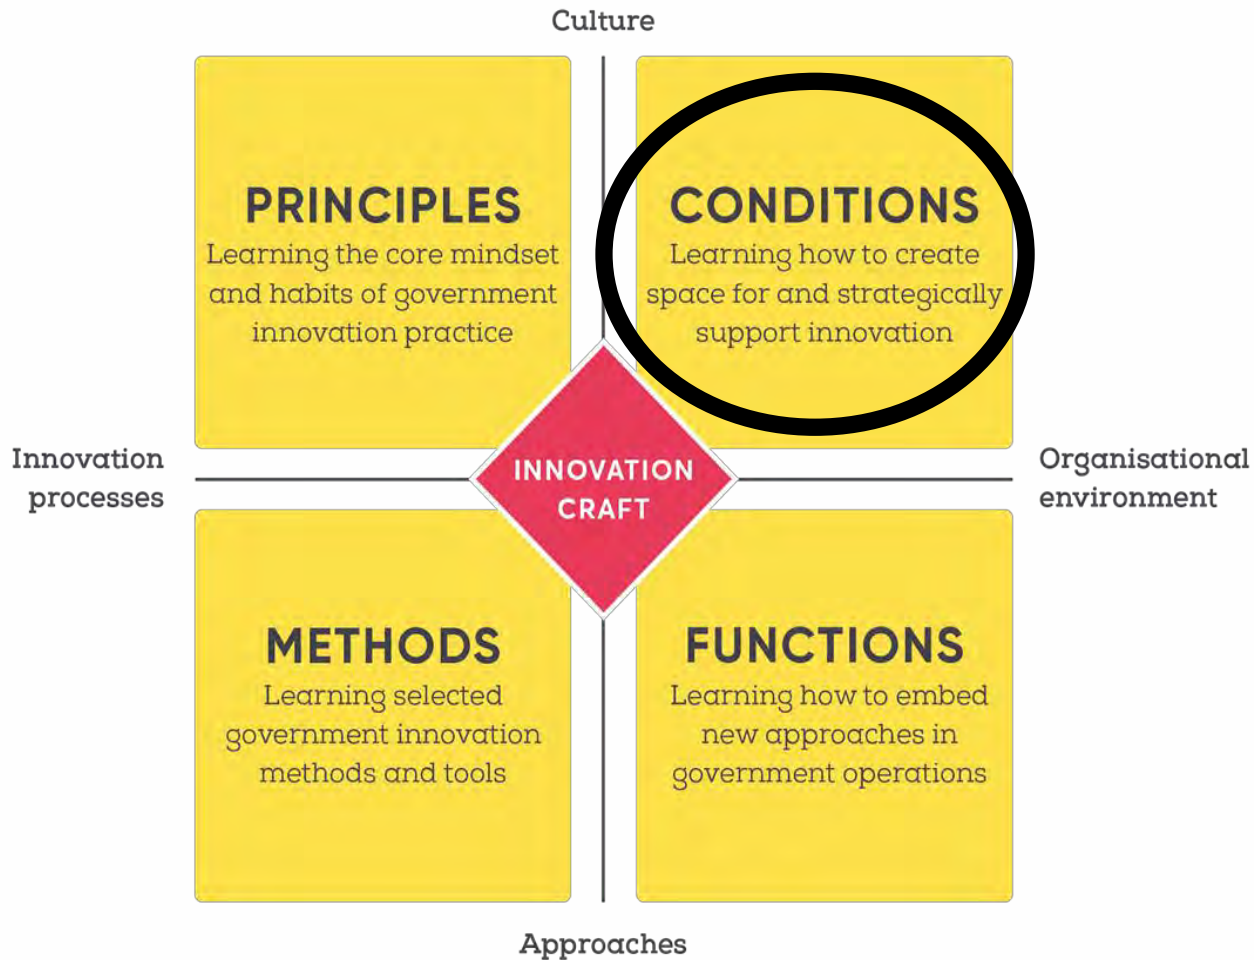 Culture
PRINCIPLES
Learning the core mindset
and habits of government
innovation practice
CONDITIONS
Learning how to create
space for and strategically
support innovation
Innovation
processes
INNOVATION
CRAFT
Organisational
environment
METHODS
Learning selected
government innovation
methods and tools
FUNCTIONS
Learning how to embed
new approaches in
government operations
Approaches